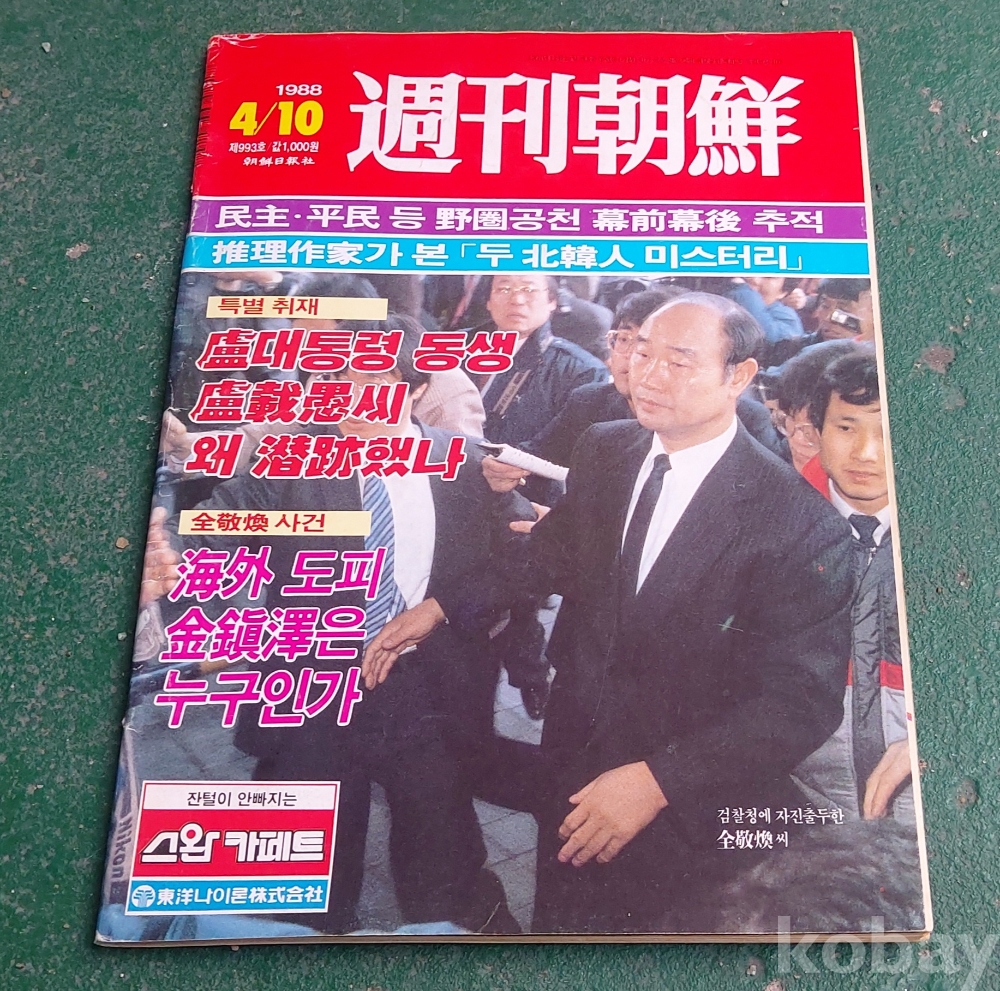 1988
4/10
제993호/값1,000원
朝鮮日報社
週刊朝鮮
民主·平民 등 野圈공천 幕前幕後 추적
推理作家가 본「두 北韓人 미스터리」
특별 취재
盧대통령 동생
盧載愚씨
왜 潛跡했나
全敬煥 사건
海外 도피
金鎭澤은
누구인가
잔털이 안빠지는
스완 카페트
東洋나이론株式会社
검찰청에 자진출두한
全敬煥 씨
Nikon
kobay